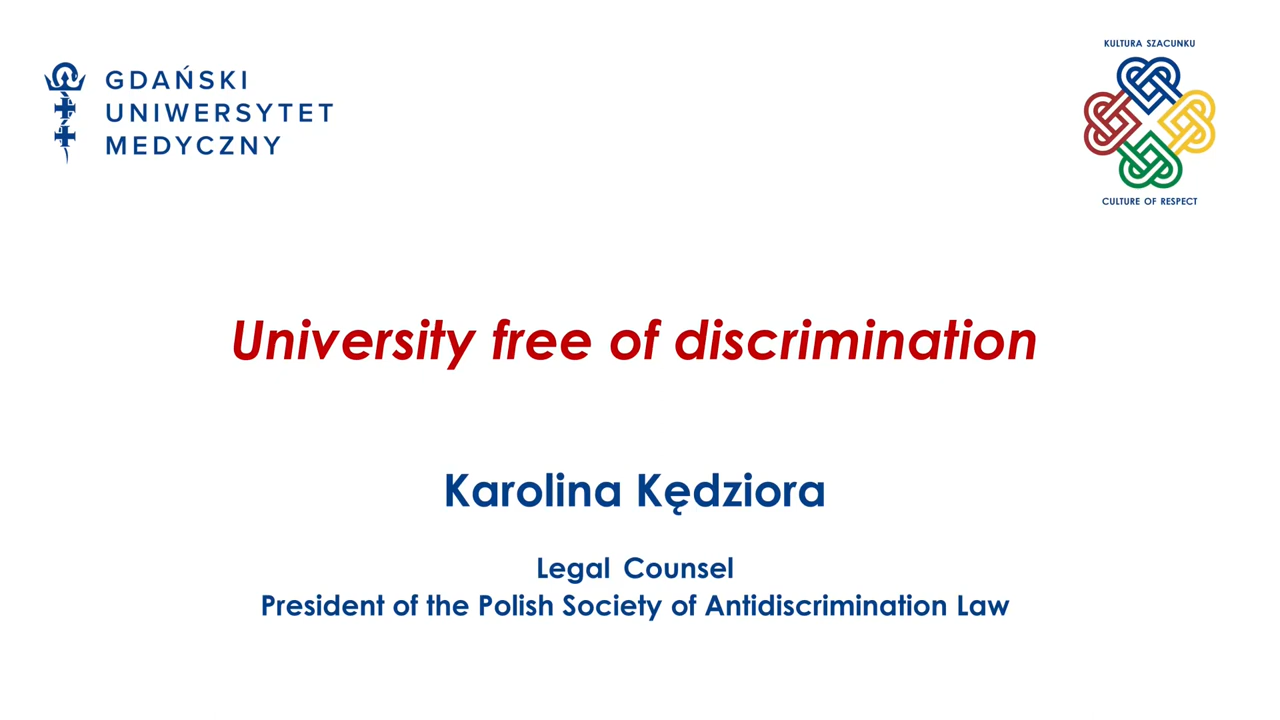 GDAŃSKI
UNIWERSYTET
MEDYCZNY
KULTURA SZACUNKU
CULTURE OF RESPECT
University free of discrimination
Karolina Kędziora
Legal Counsel
President of the Polish Society of Antidiscrimination Law